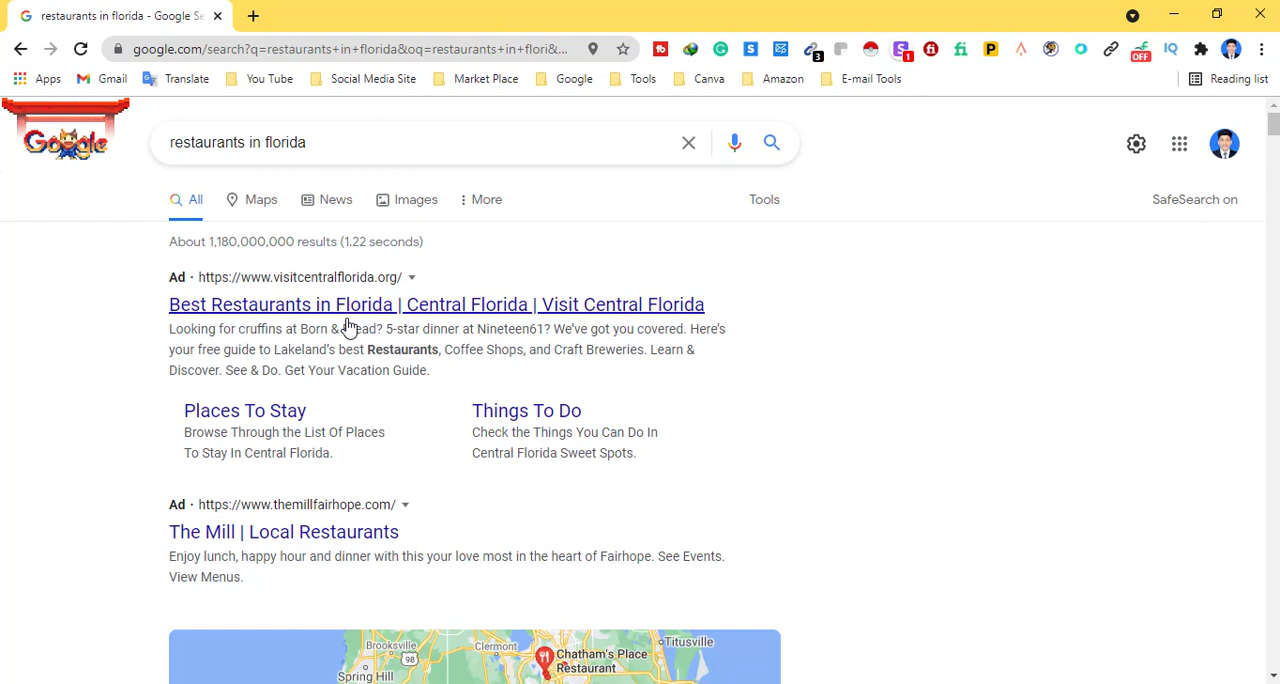 restaurants in florida - Google Se
google.com/search?q=restaurants+in+florida&oq=restaurants+in+flori&...
3
1
OFF
IQ
Apps
Gmail
Translate
You Tube
Social Media Site
Market Place
Google
Tools
Canva
Amazon
E-mail Tools
Reading list
Google
restaurants in florida
All
Maps
News
Images
More
Tools
SafeSearch on
About 1,180,000,000 results (1.22 seconds)
Ad · https://www.visitcentralflorida.org/
Best Restaurants in Florida | Central Florida | Visit Central Florida
Looking for cruffins at Born & ead? 5-star dinner at Nineteen61? We've got you covered. Here's
your free guide to Lakeland's best Restaurants, Coffee Shops, and Craft Breweries. Learn &
Discover. See & Do. Get Your Vacation Guide.
Places To Stay
Browse Through the List Of Places
To Stay In Central Florida.
Things To Do
Check the Things You Can Do In
Central Florida Sweet Spots.
Ad · https://www.themillfairhope.com/
The Mill | Local Restaurants
Enjoy lunch, happy hour and dinner with this your love most in the heart of Fairhope. See Events.
View Menus.
Brooksville
98
Spring Hill
Clermont
Titusville
Chatham's Place
Restaurant